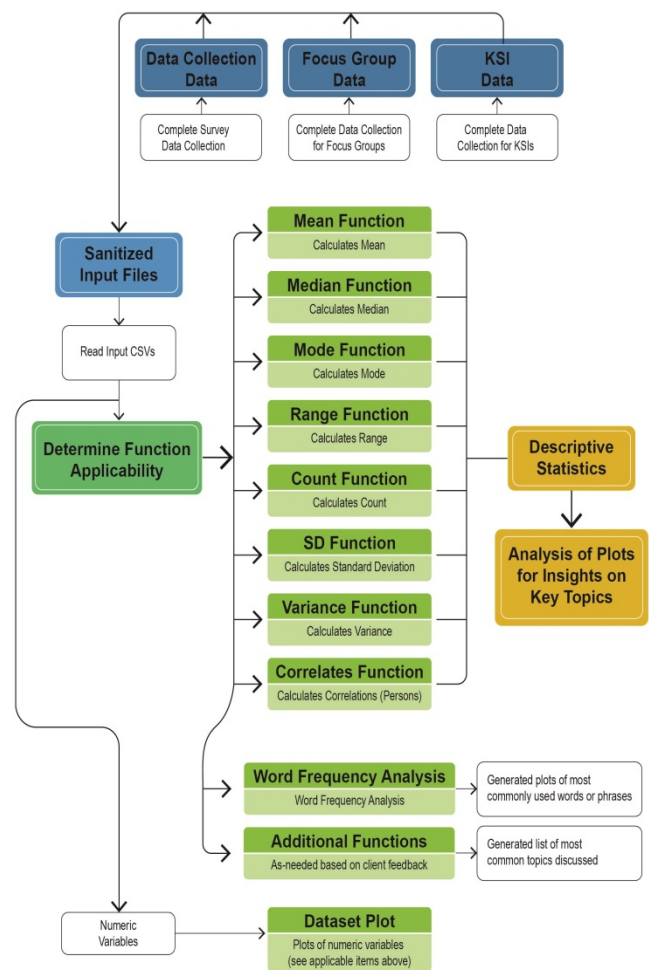 Data Collection
Data
Focus Group
Data
KSI
Data
Complete Survey
Data Collection
Complete Data Collection
for Focus Groups
Complete Data
Collection for KSIs
Sanitized
Input Files
Read Input CSVs
Determine Function
Applicability
Mean Function
Calculates Mean
Median Function
Calculates Median
Mode Function
Calculates Mode
Range Function
Calculates Range
Count Function
Calculates Count
SD Function
Calculates Standard Deviation
Variance Function
Calculates Variance
Correlates Function
Calculates Correlations (Persons)
Descriptive
Statistics
Analysis of Plots
for Insights on
Key Topics
Word Frequency Analysis
Word Frequency Analysis
Generated plots of most
commonly used words or phrases
Additional Functions
As-needed based on client feedback
Generated list of most
common topics discussed
Numeric
Variables
Dataset Plot
Plots of numeric variables
(see applicable items above)